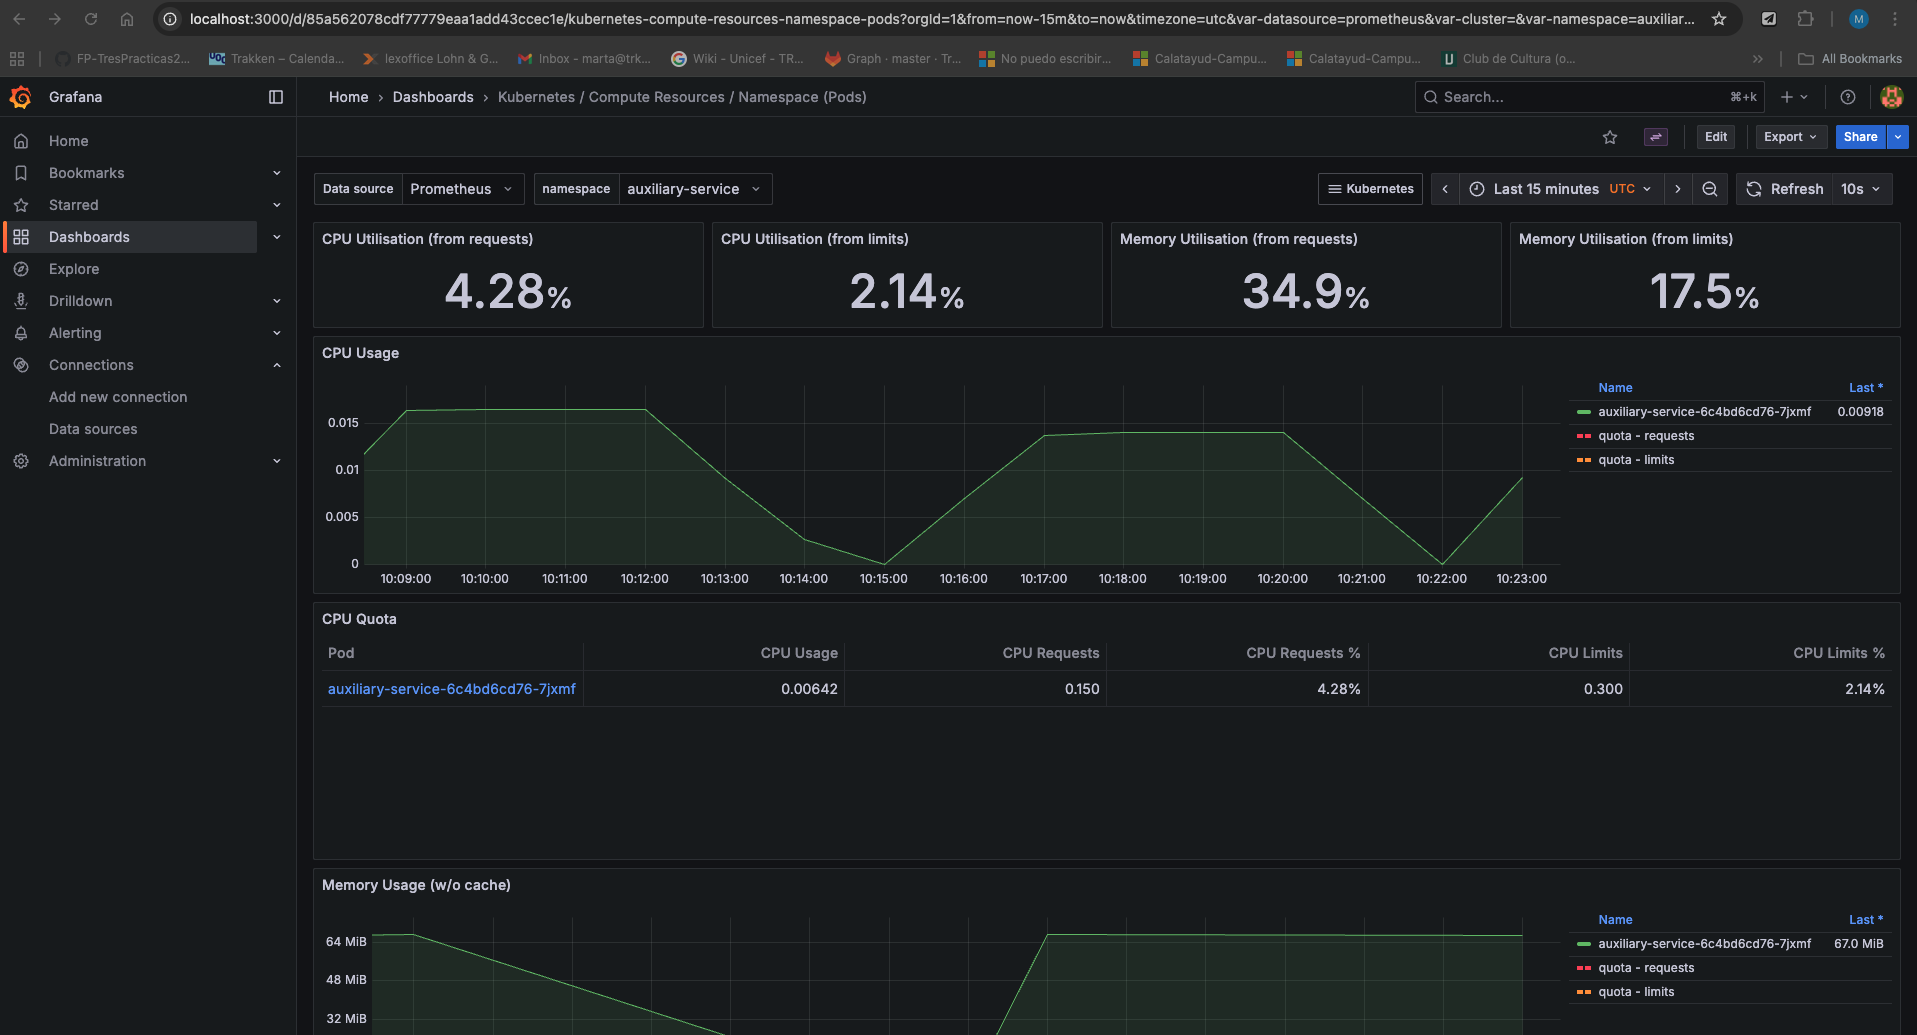 localhost:3000/d/85a562078cdf77779eaa1add43ccec1e/kubernetes-compute-resources-namespace-pods?orgId=1&from=now-15m&to=now&timezone=utc&var-datasource=prometheus&var-cluster=&var-namespace=auxiliar...
M
FP-TresPracticas2... Trakken – Calenda... lexoffice Lohn & G... Inbox - marta@trk... Wiki - Unicef - TR... Graph · master · Tr... No puedo escribir... Calatayud-Campu... Calatayud-Campu... Club de Cultura (o... All Bookmarks
Grafana
Home › Dashboards › Kubernetes / Compute Resources / Namespace (Pods)
Search... ⌘+k
Edit Export Share
Home
Bookmarks
Starred
Dashboards
Explore
Drilldown
Alerting
Connections
Add new connection
Data sources
Administration
Data source Prometheus namespace auxiliary-service Kubernetes Last 15 minutes UTC Refresh 10s
CPU Utilisation (from requests)
4.28%
CPU Utilisation (from limits)
2.14%
Memory Utilisation (from requests)
34.9%
Memory Utilisation (from limits)
17.5%
CPU Usage
0.015
0.01
0.005
0
10:09:00 10:10:00 10:11:00 10:12:00 10:13:00 10:14:00 10:15:00 10:16:00 10:17:00 10:18:00 10:19:00 10:20:00 10:21:00 10:22:00 10:23:00
Name Last *
auxiliary-service-6c4bd6cd76-7jxmf 0.00918
quota - requests
quota - limits
CPU Quota
Pod CPU Usage CPU Requests CPU Requests % CPU Limits CPU Limits %
auxiliary-service-6c4bd6cd76-7jxmf 0.00642 0.150 4.28% 0.300 2.14%
Memory Usage (w/o cache)
64 MiB
48 MiB
32 MiB
Name Last *
auxiliary-service-6c4bd6cd76-7jxmf 67.0 MiB
quota - requests
quota - limits